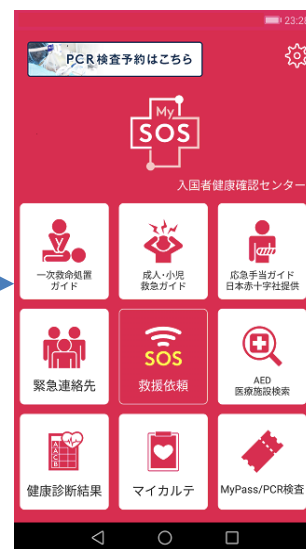 23:2
PCR検査予約はこちら
My
SOS
入国者健康確認センター
一次救命処置
ガイド
成人・小児
救急ガイド
応急手当ガイド
日本赤十字社提供
緊急連絡先
SOS
救援依頼
AED
医療施設検索
AACB
健康診断結果
マイカルテ
MyPass/PCR検査